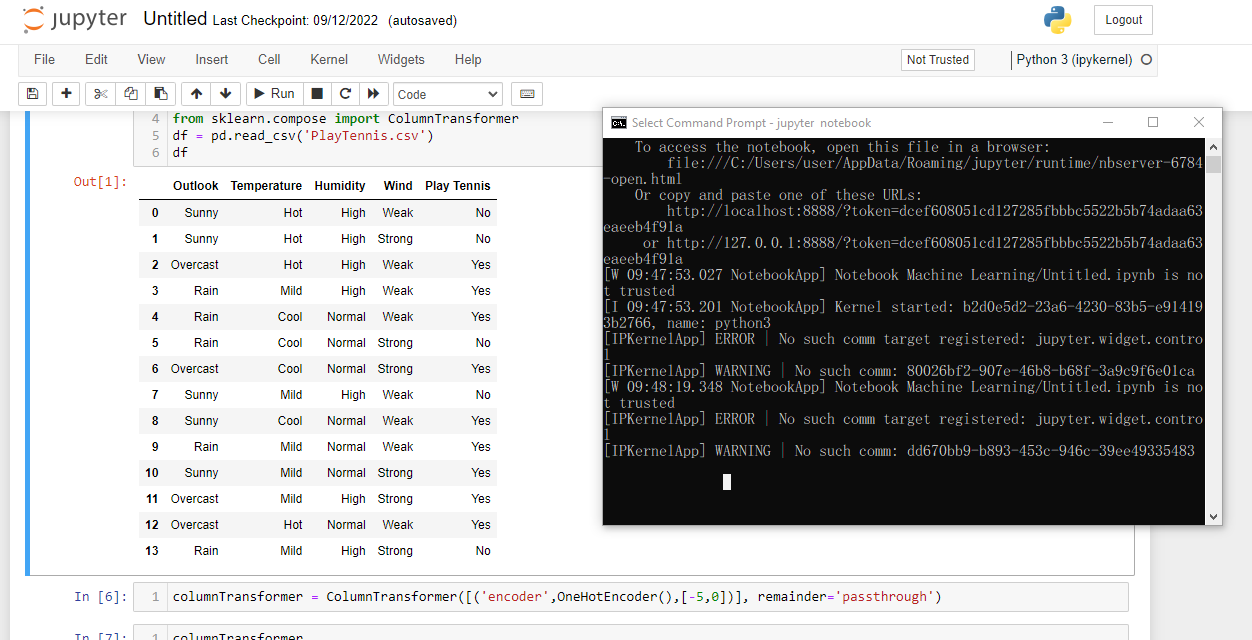 jupyter Untitled Last Checkpoint: 09/12/2022 (autosaved)
Logout
File Edit View Insert Cell Kernel Widgets Help
Not Trusted
Python 3 (ipykernel)
Run
Code
4 from sklearn.compose import ColumnTransformer
5 df = pd.read_csv('PlayTennis.csv')
6 df
Out[1]:
Outlook Temperature Humidity Wind Play Tennis
0 Sunny Hot High Weak No
1 Sunny Hot High Strong No
2 Overcast Hot High Weak Yes
3 Rain Mild High Weak Yes
4 Rain Cool Normal Weak Yes
5 Rain Cool Normal Strong No
6 Overcast Cool Normal Strong Yes
7 Sunny Mild High Weak No
8 Sunny Cool Normal Weak Yes
9 Rain Mild Normal Weak Yes
10 Sunny Mild Normal Strong Yes
11 Overcast Mild High Strong Yes
12 Overcast Hot Normal Weak Yes
13 Rain Mild High Strong No
In [6]: 1 columnTransformer = ColumnTransformer([('encoder',OneHotEncoder(),[-5,0])], remainder='passthrough')
In [7]: 1 columnTransformer
C:\. Select Command Prompt - jupyter notebook
To access the notebook, open this file in a browser:
file:///C:/Users/user/AppData/Roaming/jupyter/runtime/nbserver-6784
-open.html
Or copy and paste one of these URLs:
http://localhost:8888/?token=dcef608051cd127285fbbbc5522b5b74adaa63
eaeeb4f91a
or http://127.0.0.1:8888/?token=dcef608051cd127285fbbbc5522b5b74adaa63
eaeeb4f91a
[W 09:47:53.027 NotebookApp] Notebook Machine Learning/Untitled.ipynb is no
t trusted
[I 09:47:53.201 NotebookApp] Kernel started: b2d0e5d2-23a6-4230-83b5-e91419
3b2766, name: python3
[IPKernelApp] ERROR | No such comm target registered: jupyter.widget.contro
l
[IPKernelApp] WARNING | No such comm: 80026bf2-907e-46b8-b68f-3a9c9f6e01ca
[W 09:48:19.348 NotebookApp] Notebook Machine Learning/Untitled.ipynb is no
t trusted
[IPKernelApp] ERROR | No such comm target registered: jupyter.widget.contro
l
[IPKernelApp] WARNING | No such comm: dd670bb9-b893-453c-946c-39ee49335483